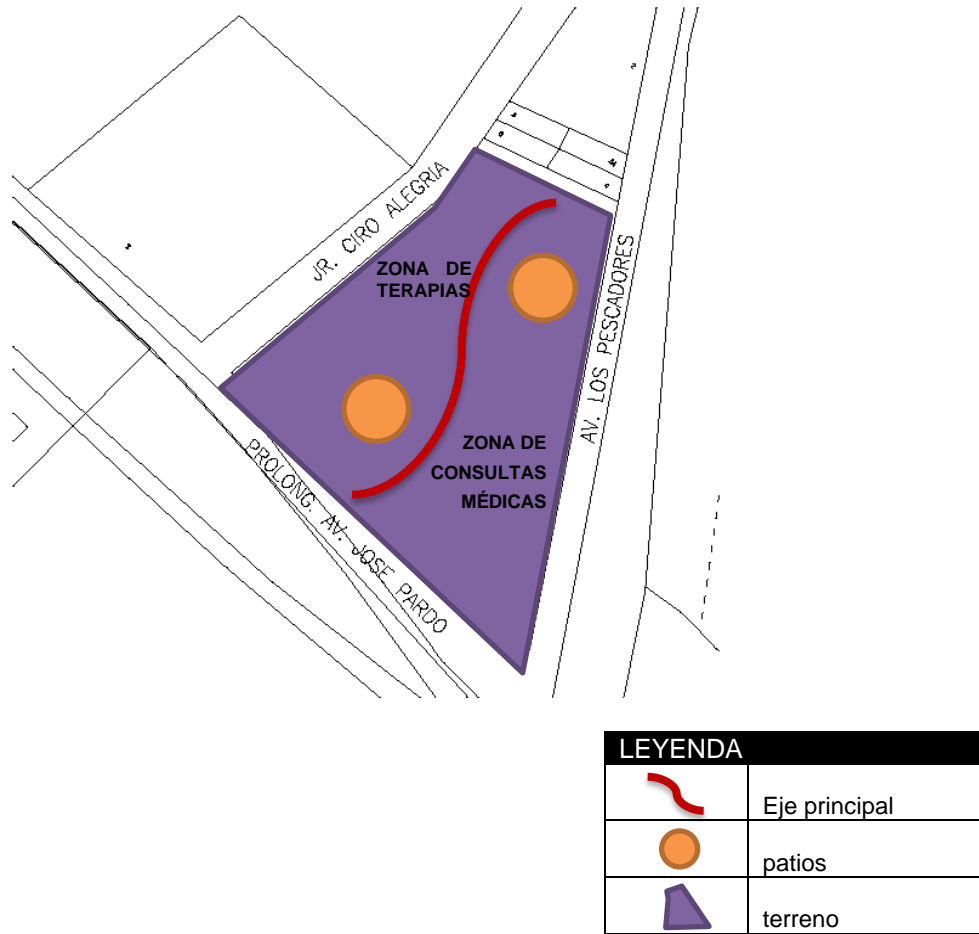 JR. CIRO ALEGRIA
ZONA DE
TERAPIAS
AV. LOS PESCADORES
ZONA DE
CONSULTAS
MÉDICAS
PROLONG. AV. JOSE PARDO
LEYENDA
Eje principal
patios
terreno